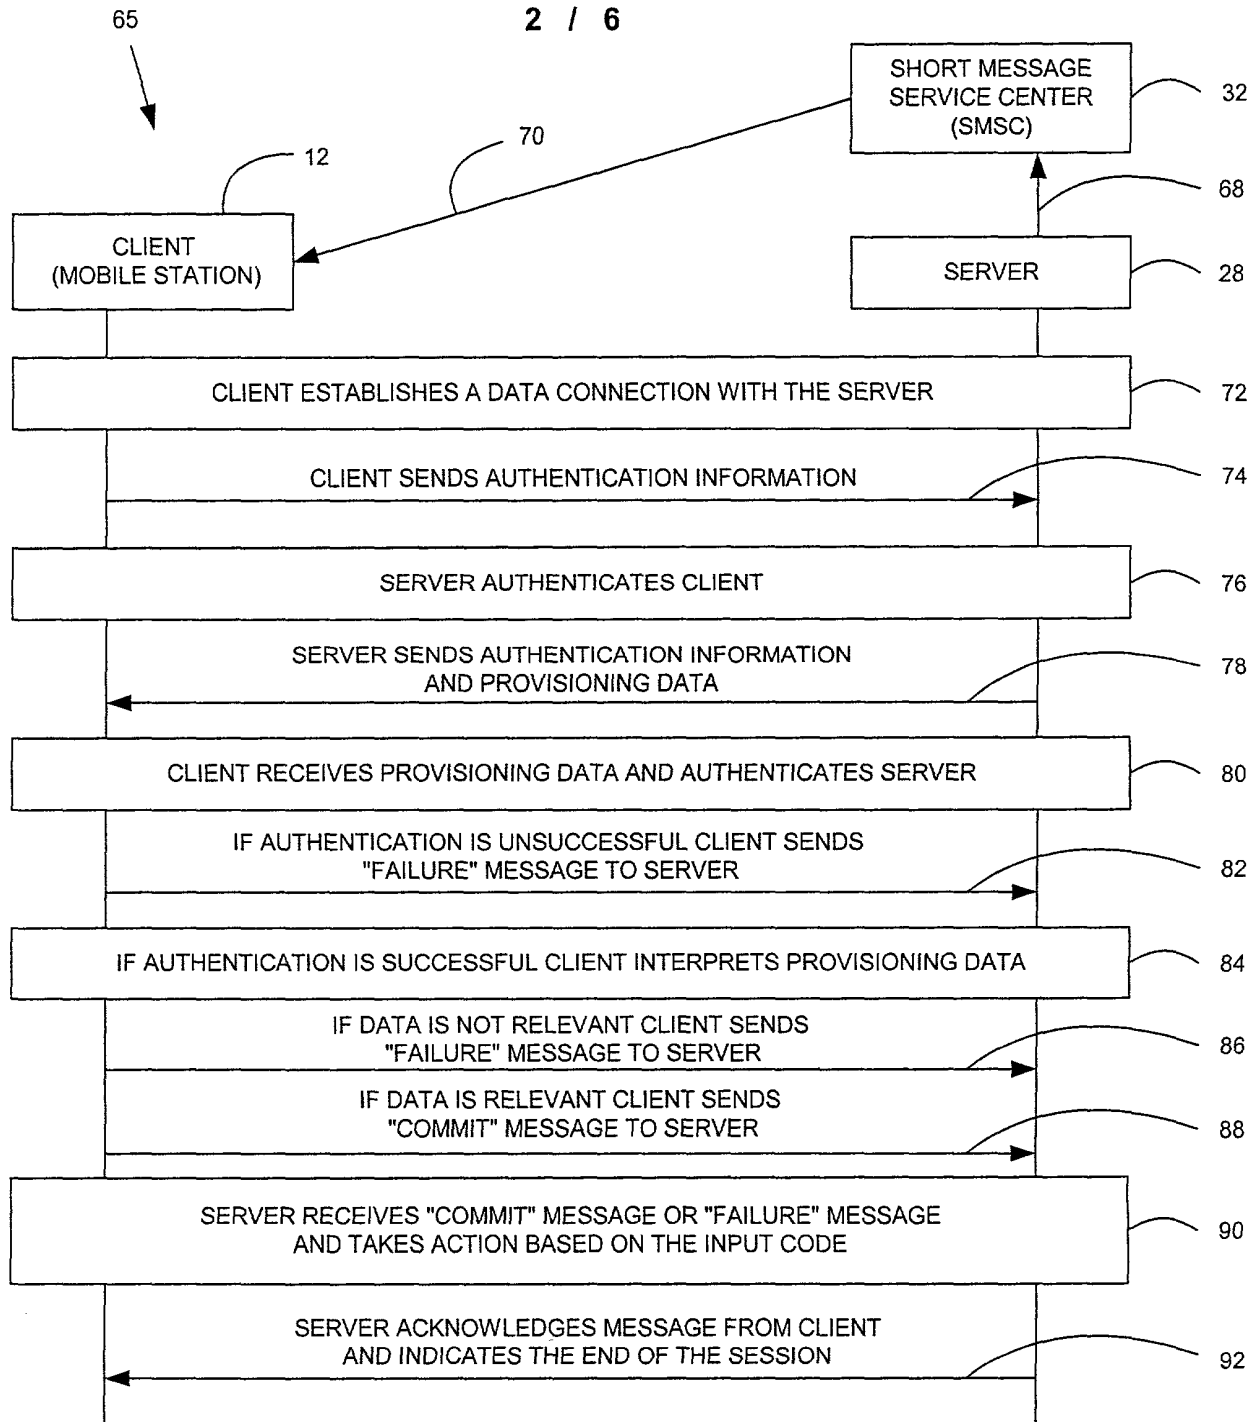 2 / 6
65
SHORT MESSAGE
SERVICE CENTER
(SMSC)
32
70
12
68
CLIENT
(MOBILE STATION)
SERVER
28
CLIENT ESTABLISHES A DATA CONNECTION WITH THE SERVER
72
CLIENT SENDS AUTHENTICATION INFORMATION
74
SERVER AUTHENTICATES CLIENT
76
SERVER SENDS AUTHENTICATION INFORMATION
AND PROVISIONING DATA
78
CLIENT RECEIVES PROVISIONING DATA AND AUTHENTICATES SERVER
80
IF AUTHENTICATION IS UNSUCCESSFUL CLIENT SENDS
"FAILURE" MESSAGE TO SERVER
82
IF AUTHENTICATION IS SUCCESSFUL CLIENT INTERPRETS PROVISIONING DATA
84
IF DATA IS NOT RELEVANT CLIENT SENDS
"FAILURE" MESSAGE TO SERVER
86
IF DATA IS RELEVANT CLIENT SENDS
"COMMIT" MESSAGE TO SERVER
88
SERVER RECEIVES "COMMIT" MESSAGE OR "FAILURE" MESSAGE
AND TAKES ACTION BASED ON THE INPUT CODE
90
SERVER ACKNOWLEDGES MESSAGE FROM CLIENT
AND INDICATES THE END OF THE SESSION
92